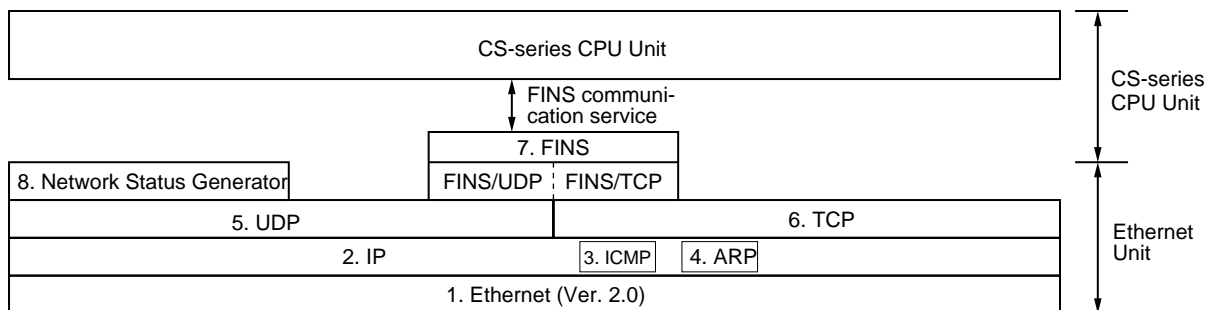 CS-series CPU Unit
FINS communi-
cation service
CS-series
CPU Unit
7. FINS
8. Network Status Generator
FINS/UDP
FINS/TCP
5. UDP
6. TCP
Ethernet
Unit
2. IP
3. ICMP
4. ARP
1. Ethernet (Ver. 2.0)